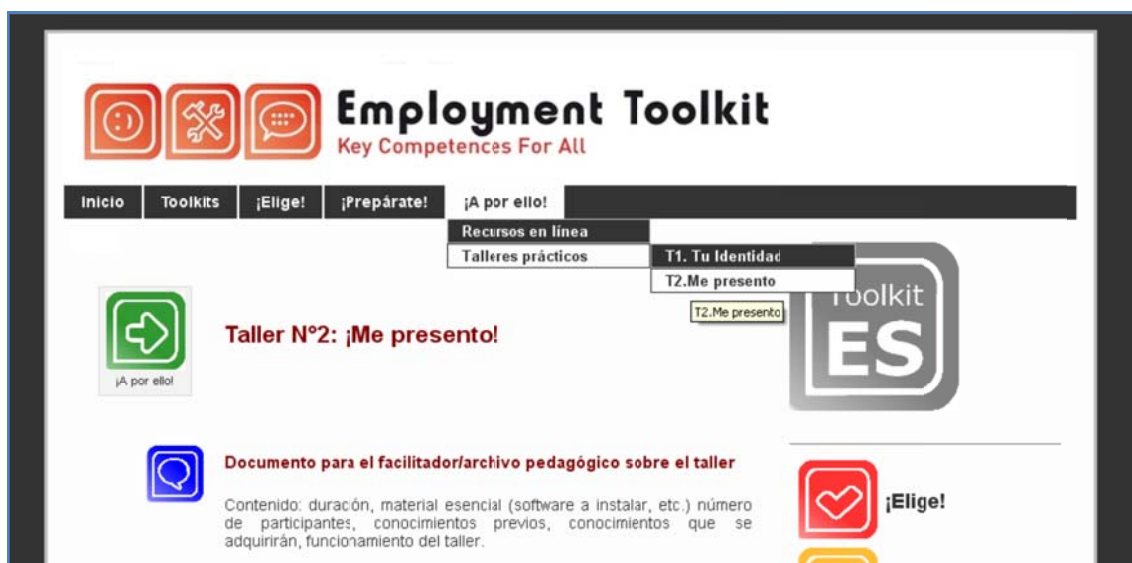 Employment Toolkit
Key Competences For All
Inicio Toolkits ¡Elige! ¡Prepárate! ¡A por ello!
Recursos en línea
Talleres prácticos
T1. Tu Identidad
T2.Me presento
T2.Me presento
Toolkit
ES
Taller Nº2: ¡Me presento!
¡A por ello!
Documento para el facilitador/archivo pedagógico sobre el taller
Contenido: duración, material esencial (software a instalar, etc.) número
de participantes, conocimientos previos, conocimientos que se
adquirirán, funcionamiento del taller.
¡Elige!